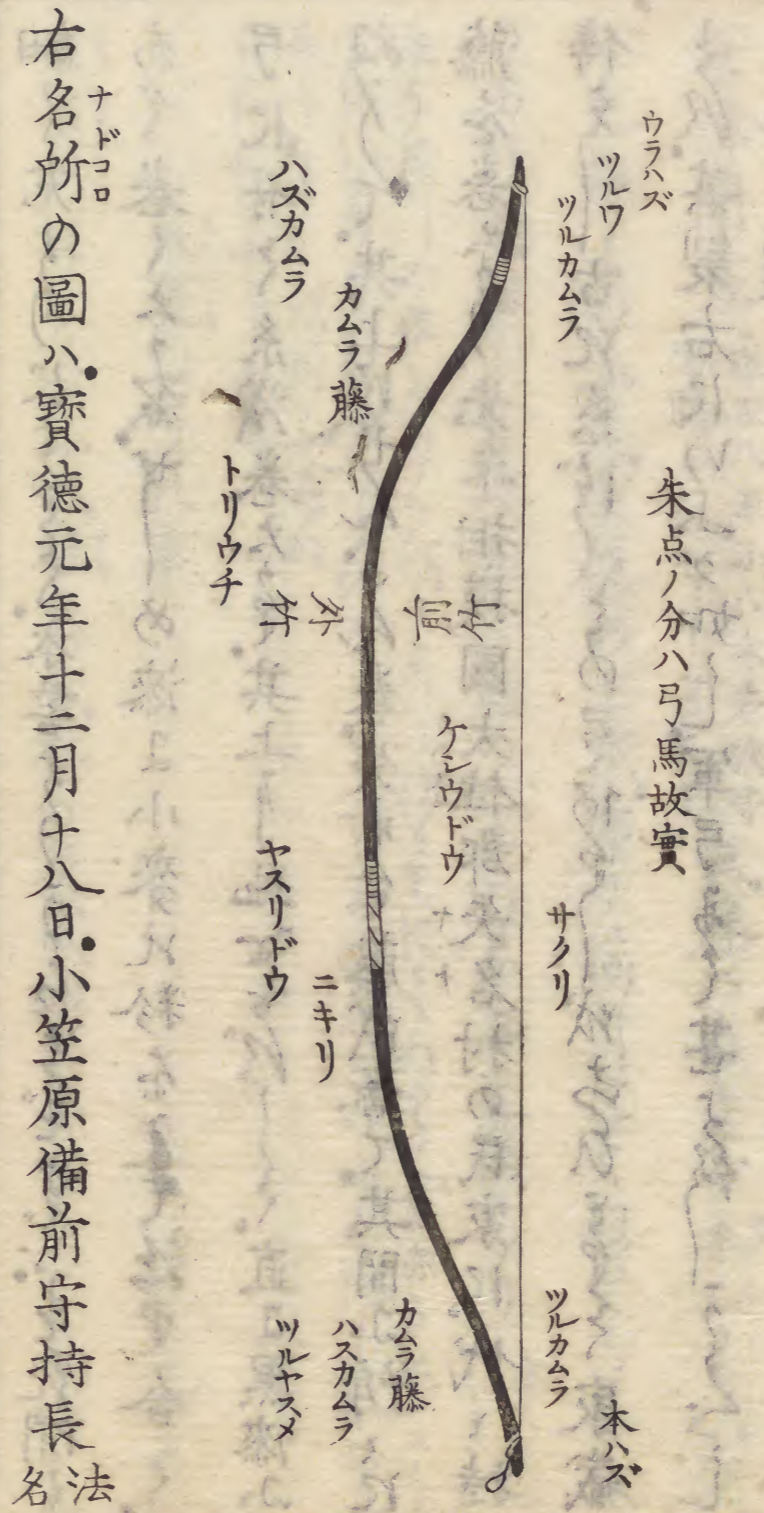 ウラハズ
ツルワ
ツルカムラ
朱点ノ分ハ弓馬故實
サクリ
ツルカムラ
本ハズ
前竹
ケシウドウ
外竹
ハズカムラ
カムラ藤
トリウチ
ヤスリドウ
ニキリ
カムラ藤
ハスカムラ
ツルヤスメ
右名所の圖ハ寶徳元年十二月十八日小笠原備前守持長法名
ナドコロ